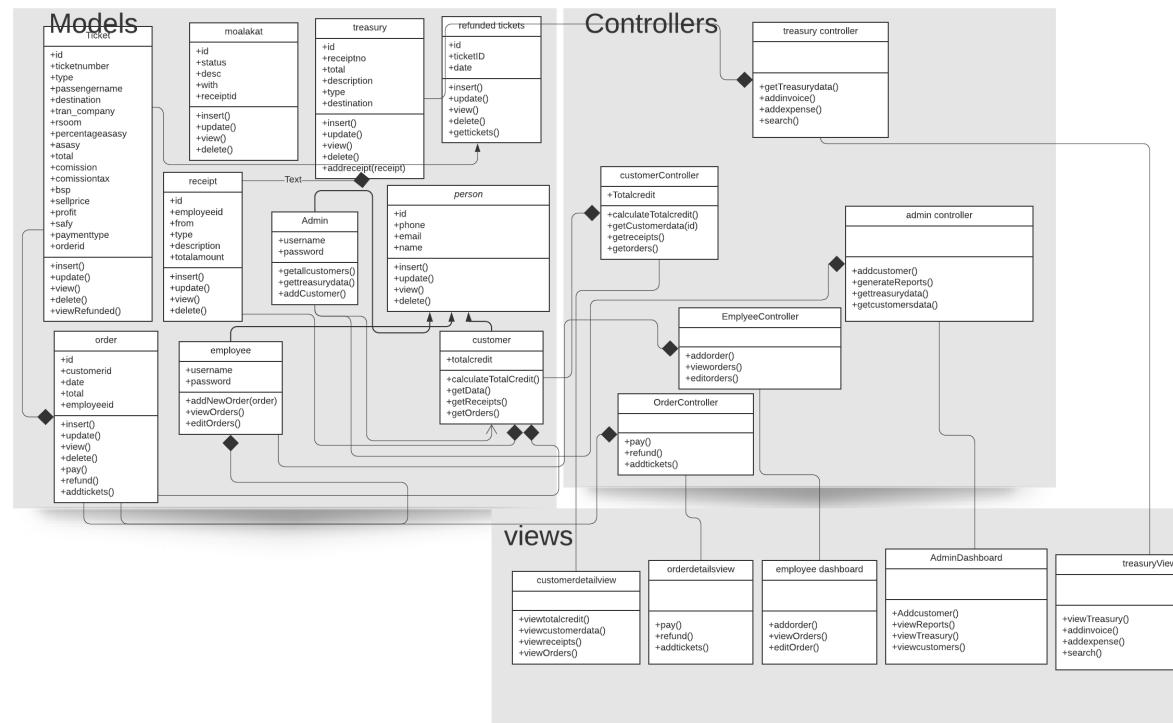 Models
Ticket
+id
+ticketnumber
+type
+passengername
+destination
+tran_company
+rsoom
+percentageasasy
+asasy
+total
+comission
+comissiontax
+bsp
+sellprice
+profit
+safy
+paymenttype
+orderid
+insert()
+update()
+view()
+delete()
+viewRefunded()
moalakat
+id
+status
+desc
+with
+receiptid
+insert()
+update()
+view()
+delete()
treasury
+id
+receiptno
+total
+description
+type
+destination
+insert()
+update()
+view()
+delete()
+addreceipt(receipt)
refunded tickets
+id
+ticketID
+date
+insert()
+update()
+view()
+delete()
+gettickets()
receipt
+id
+employeeid
+from
+type
+description
+totalamount
+insert()
+update()
+view()
+delete()
Text
Admin
+username
+password
+getallcustomers()
+gettreasurydata()
+addCustomer()
person
+id
+phone
+email
+name
+insert()
+update()
+view()
+delete()
order
+id
+customerid
+date
+total
+employeeid
+insert()
+update()
+view()
+delete()
+pay()
+refund()
+addtickets()
employee
+username
+password
+addNewOrder(order)
+viewOrders()
+editOrders()
customer
+totalcredit
+calculateTotalCredit()
+getData()
+getReceipts()
+getOrders()
Controllers
treasury controller
+getTreasurydata()
+addinvoice()
+addexpense()
+search()
customerController
+Totalcredit
+calculateTotalcredit()
+getCustomerdata(id)
+getreceipts()
+getorders()
admin controller
+addcustomer()
+generateReports()
+gettreasurydata()
+getcustomersdata()
EmplyeeController
+addorder()
+vieworders()
+editorders()
OrderController
+pay()
+refund()
+addtickets()
views
customerdetailview
+viewtotalcredit()
+viewcustomerdata()
+viewreceipts()
+viewOrders()
orderdetailsview
+pay()
+refund()
+addtickets()
employee dashboard
+addorder()
+viewOrders()
+editOrder()
AdminDashboard
+Addcustomer()
+viewReports()
+viewTreasury()
+viewcustomers()
treasuryView
+viewTreasury()
+addinvoice()
+addexpense()
+search()